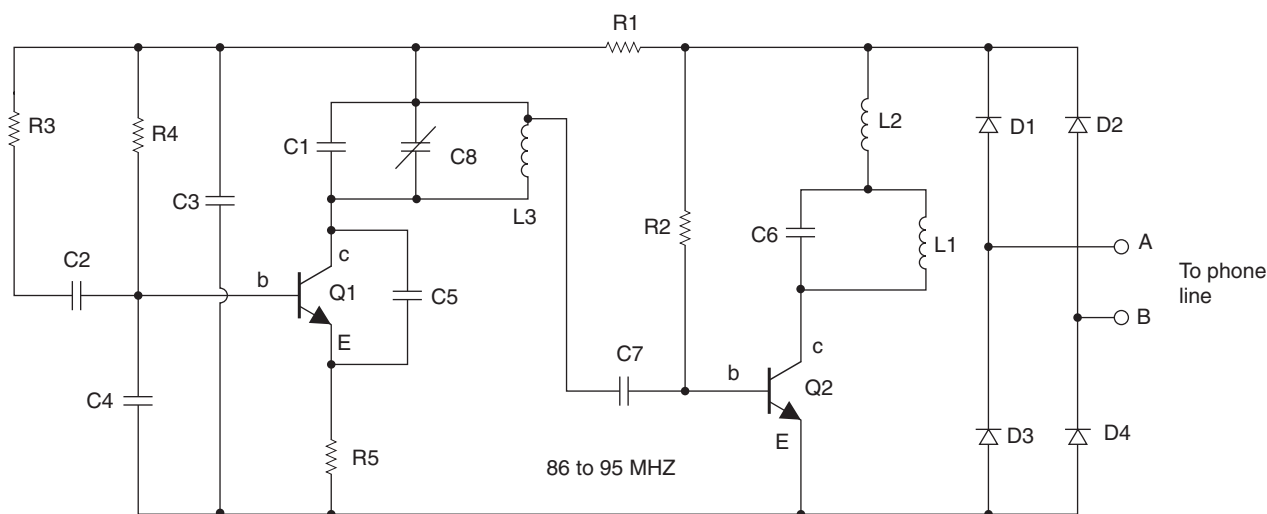 R1
R3
R4
C1
C8
L3
C3
R2
L2
C6
L1
D1
D2
A
To phone
line
B
C2
b
c
Q1
E
C5
C7
b
c
Q2
E
C4
R5
86 to 95 MHZ
D3
D4